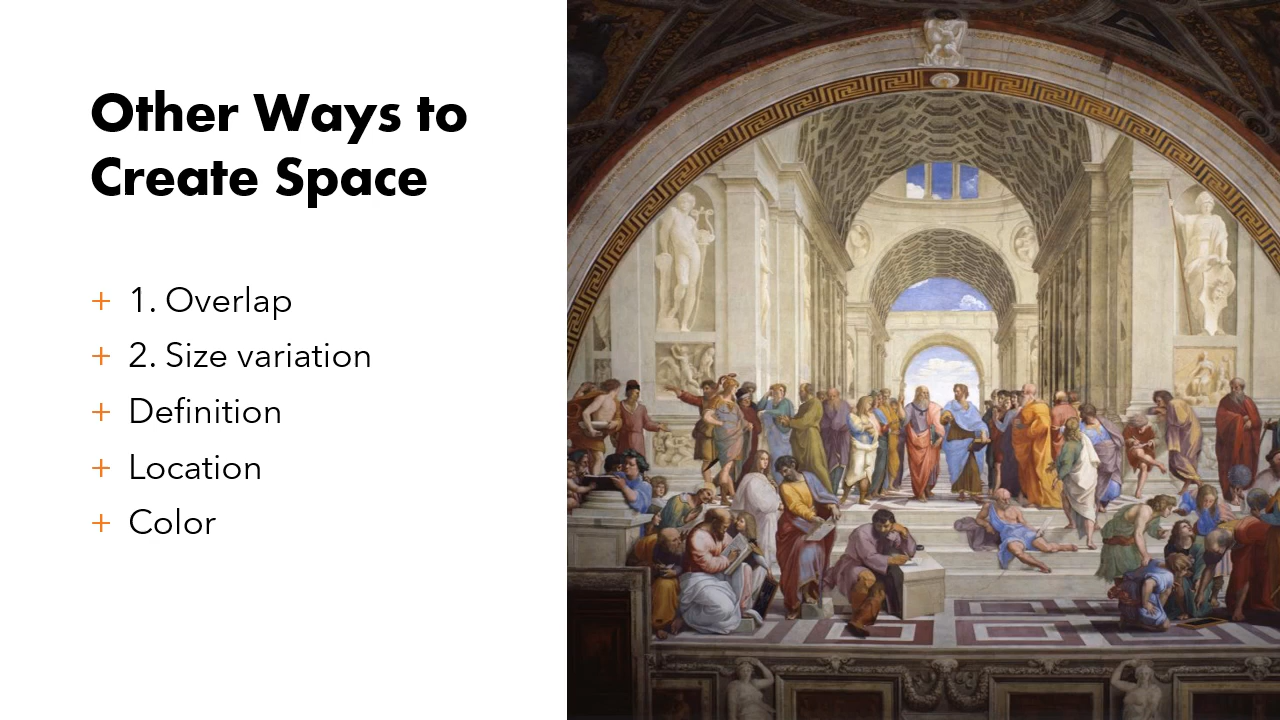 Other Ways to
Create Space
+ 1. Overlap
+ 2. Size variation
+ Definition
+ Location
+ Color